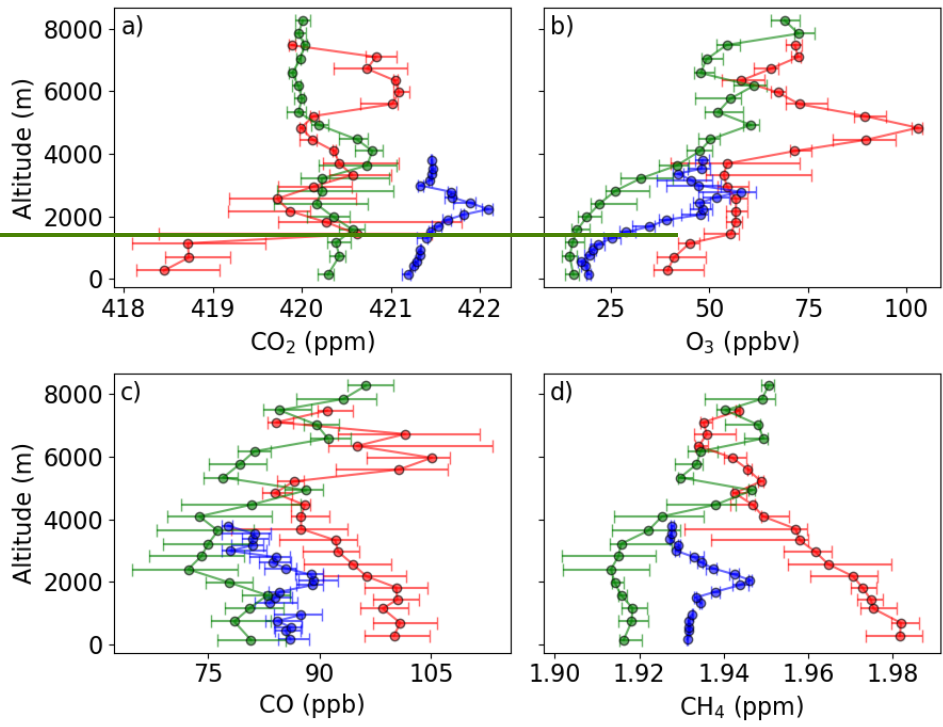 a)
b)
8000
6000
4000
2000
0
Altitude (m)
418
419
420
421
422
CO₂ (ppm)
25
50
75
100
O₃ (ppbv)
c)
d)
8000
6000
4000
2000
0
Altitude (m)
75
90
105
CO (ppb)
1.90
1.92
1.94
1.96
1.98
CH₄ (ppm)